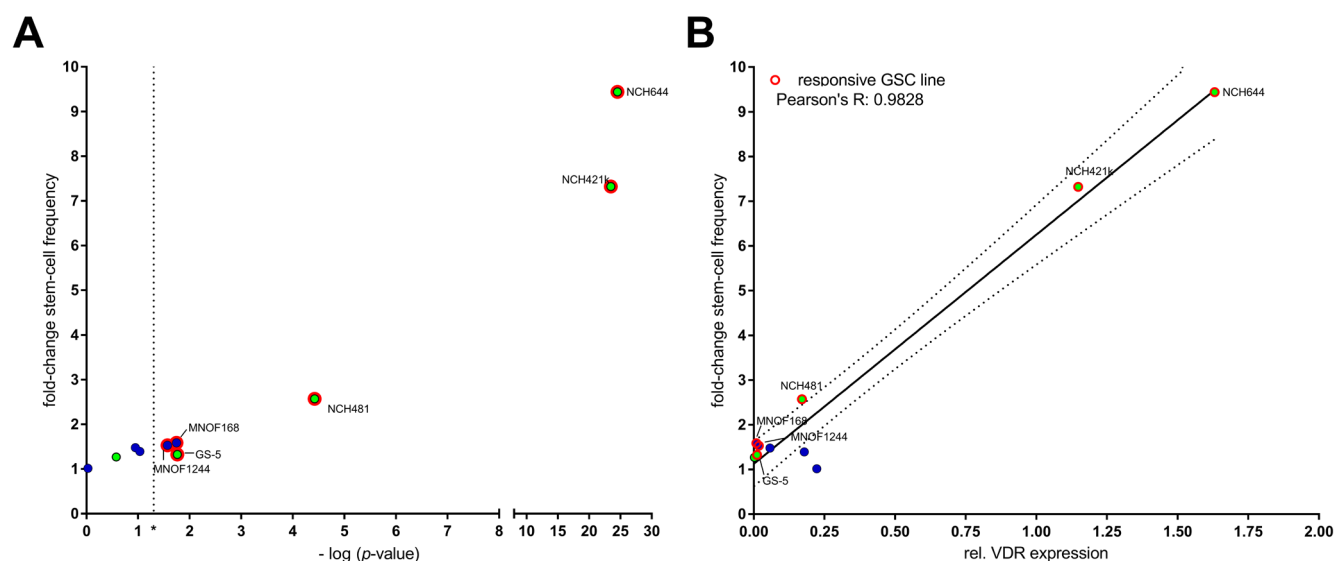 A
fold-change stem-cell frequency
10
9
8
7
6
5
4
3
2
1
0
NCH644
NCH421k
NCH481
MNOF168
GS-5
MNOF1244
0 1 * 2 3 4 5 6 7 8 10 15 20 25 30
- log (p-value)
B
fold-change stem-cell frequency
10
9
8
7
6
5
4
3
2
1
0
responsive GSC line
Pearson's R: 0.9828
NCH644
NCH421k
NCH481
MNOF168
MNOF1244
GS-5
0.00 0.25 0.50 0.75 1.00 1.25 1.50 1.75 2.00
rel. VDR expression